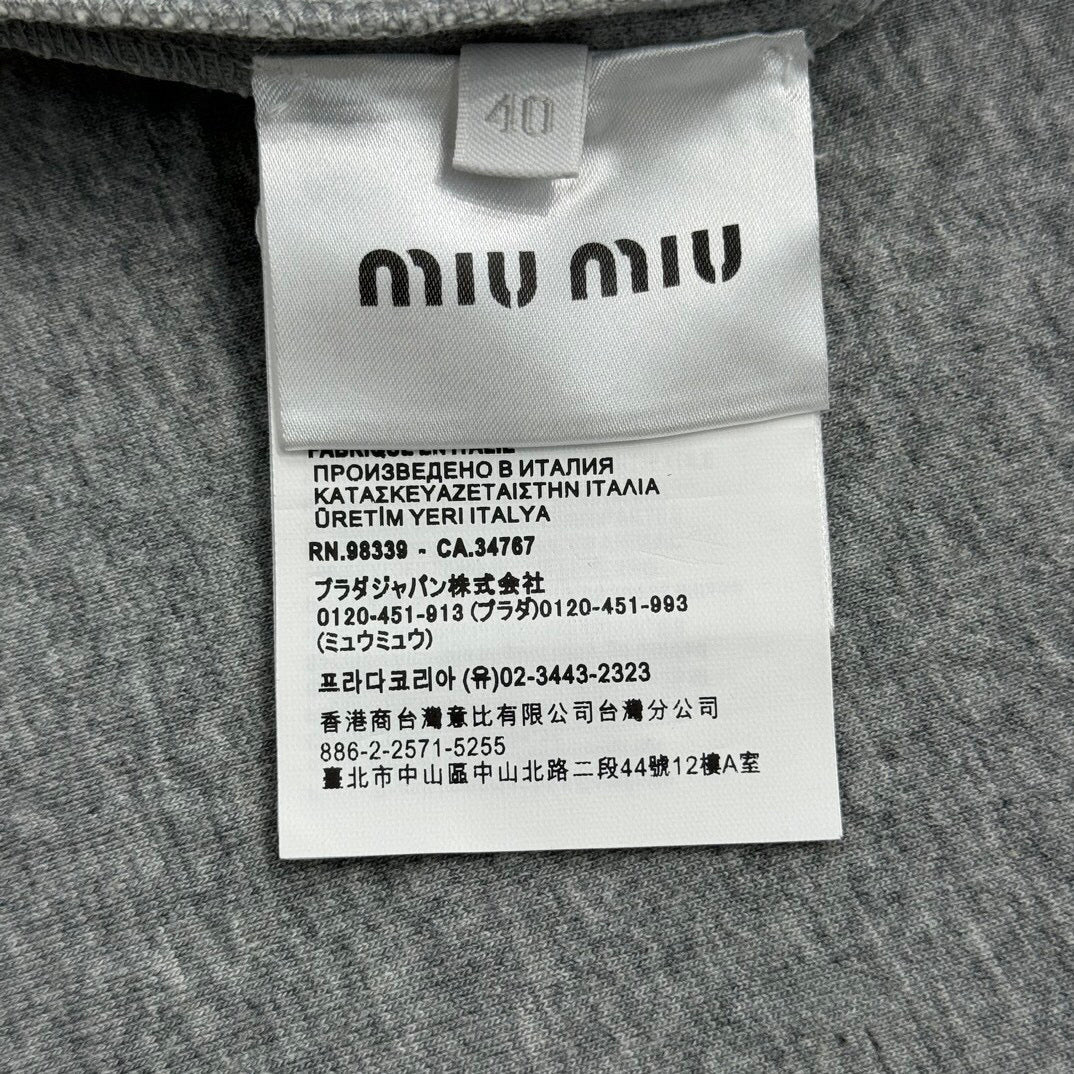 40
miu miu
FABRIQUE EN ITALIE
ПРОИЗВЕДЕНО В ИТАЛИЯ
ΚΑΤΑΣΚΕΥΑΖΕΤΑΙΣΤΗΝ ΙΤΑΛΙΑ
ÜRETİM YERI ITALYA
RN.98339 - CA.34767
プラダジャパン株式会社
0120-451-913 (プラダ)0120-451-993
(ミュウミュウ)
프라다코리아 (유)02-3443-2323
香港商台灣意比有限公司台灣分公司
886-2-2571-5255
臺北市中山區中山北路二段44號12樓A室